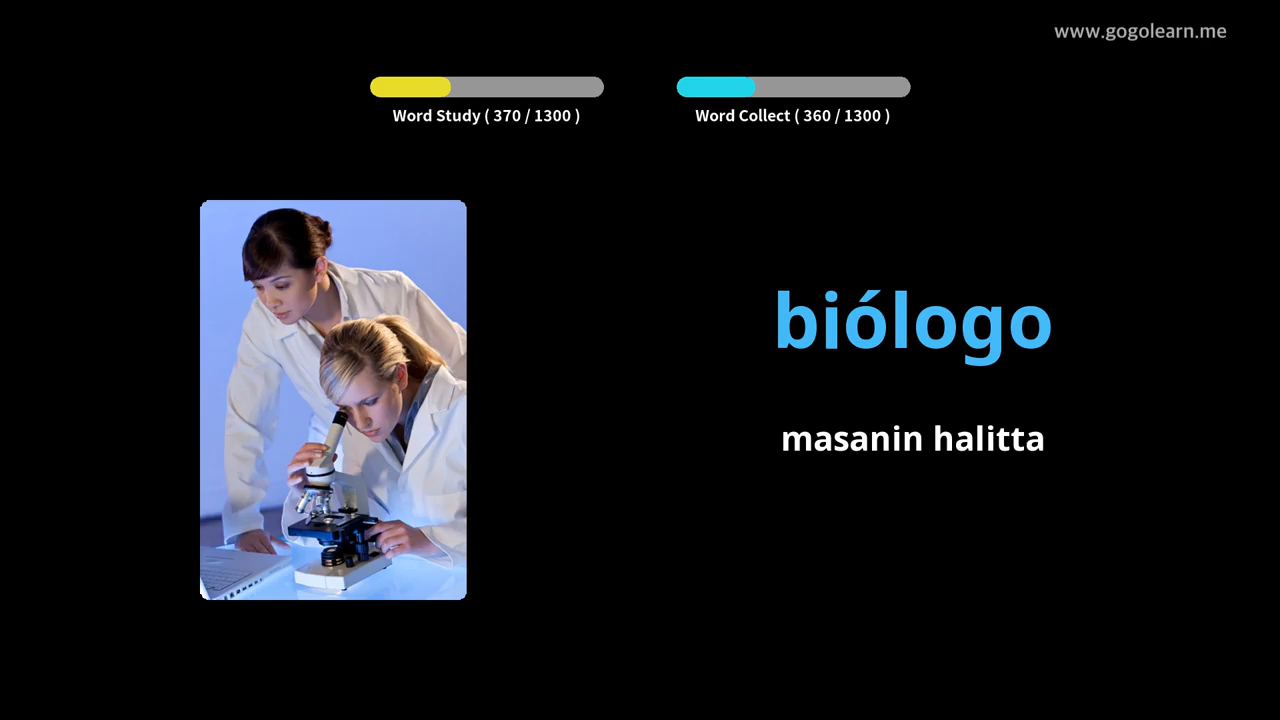 www.gogolearn.me
Word Study ( 370 / 1300 )
Word Collect ( 360 / 1300 )
biólogo
masanin halitta